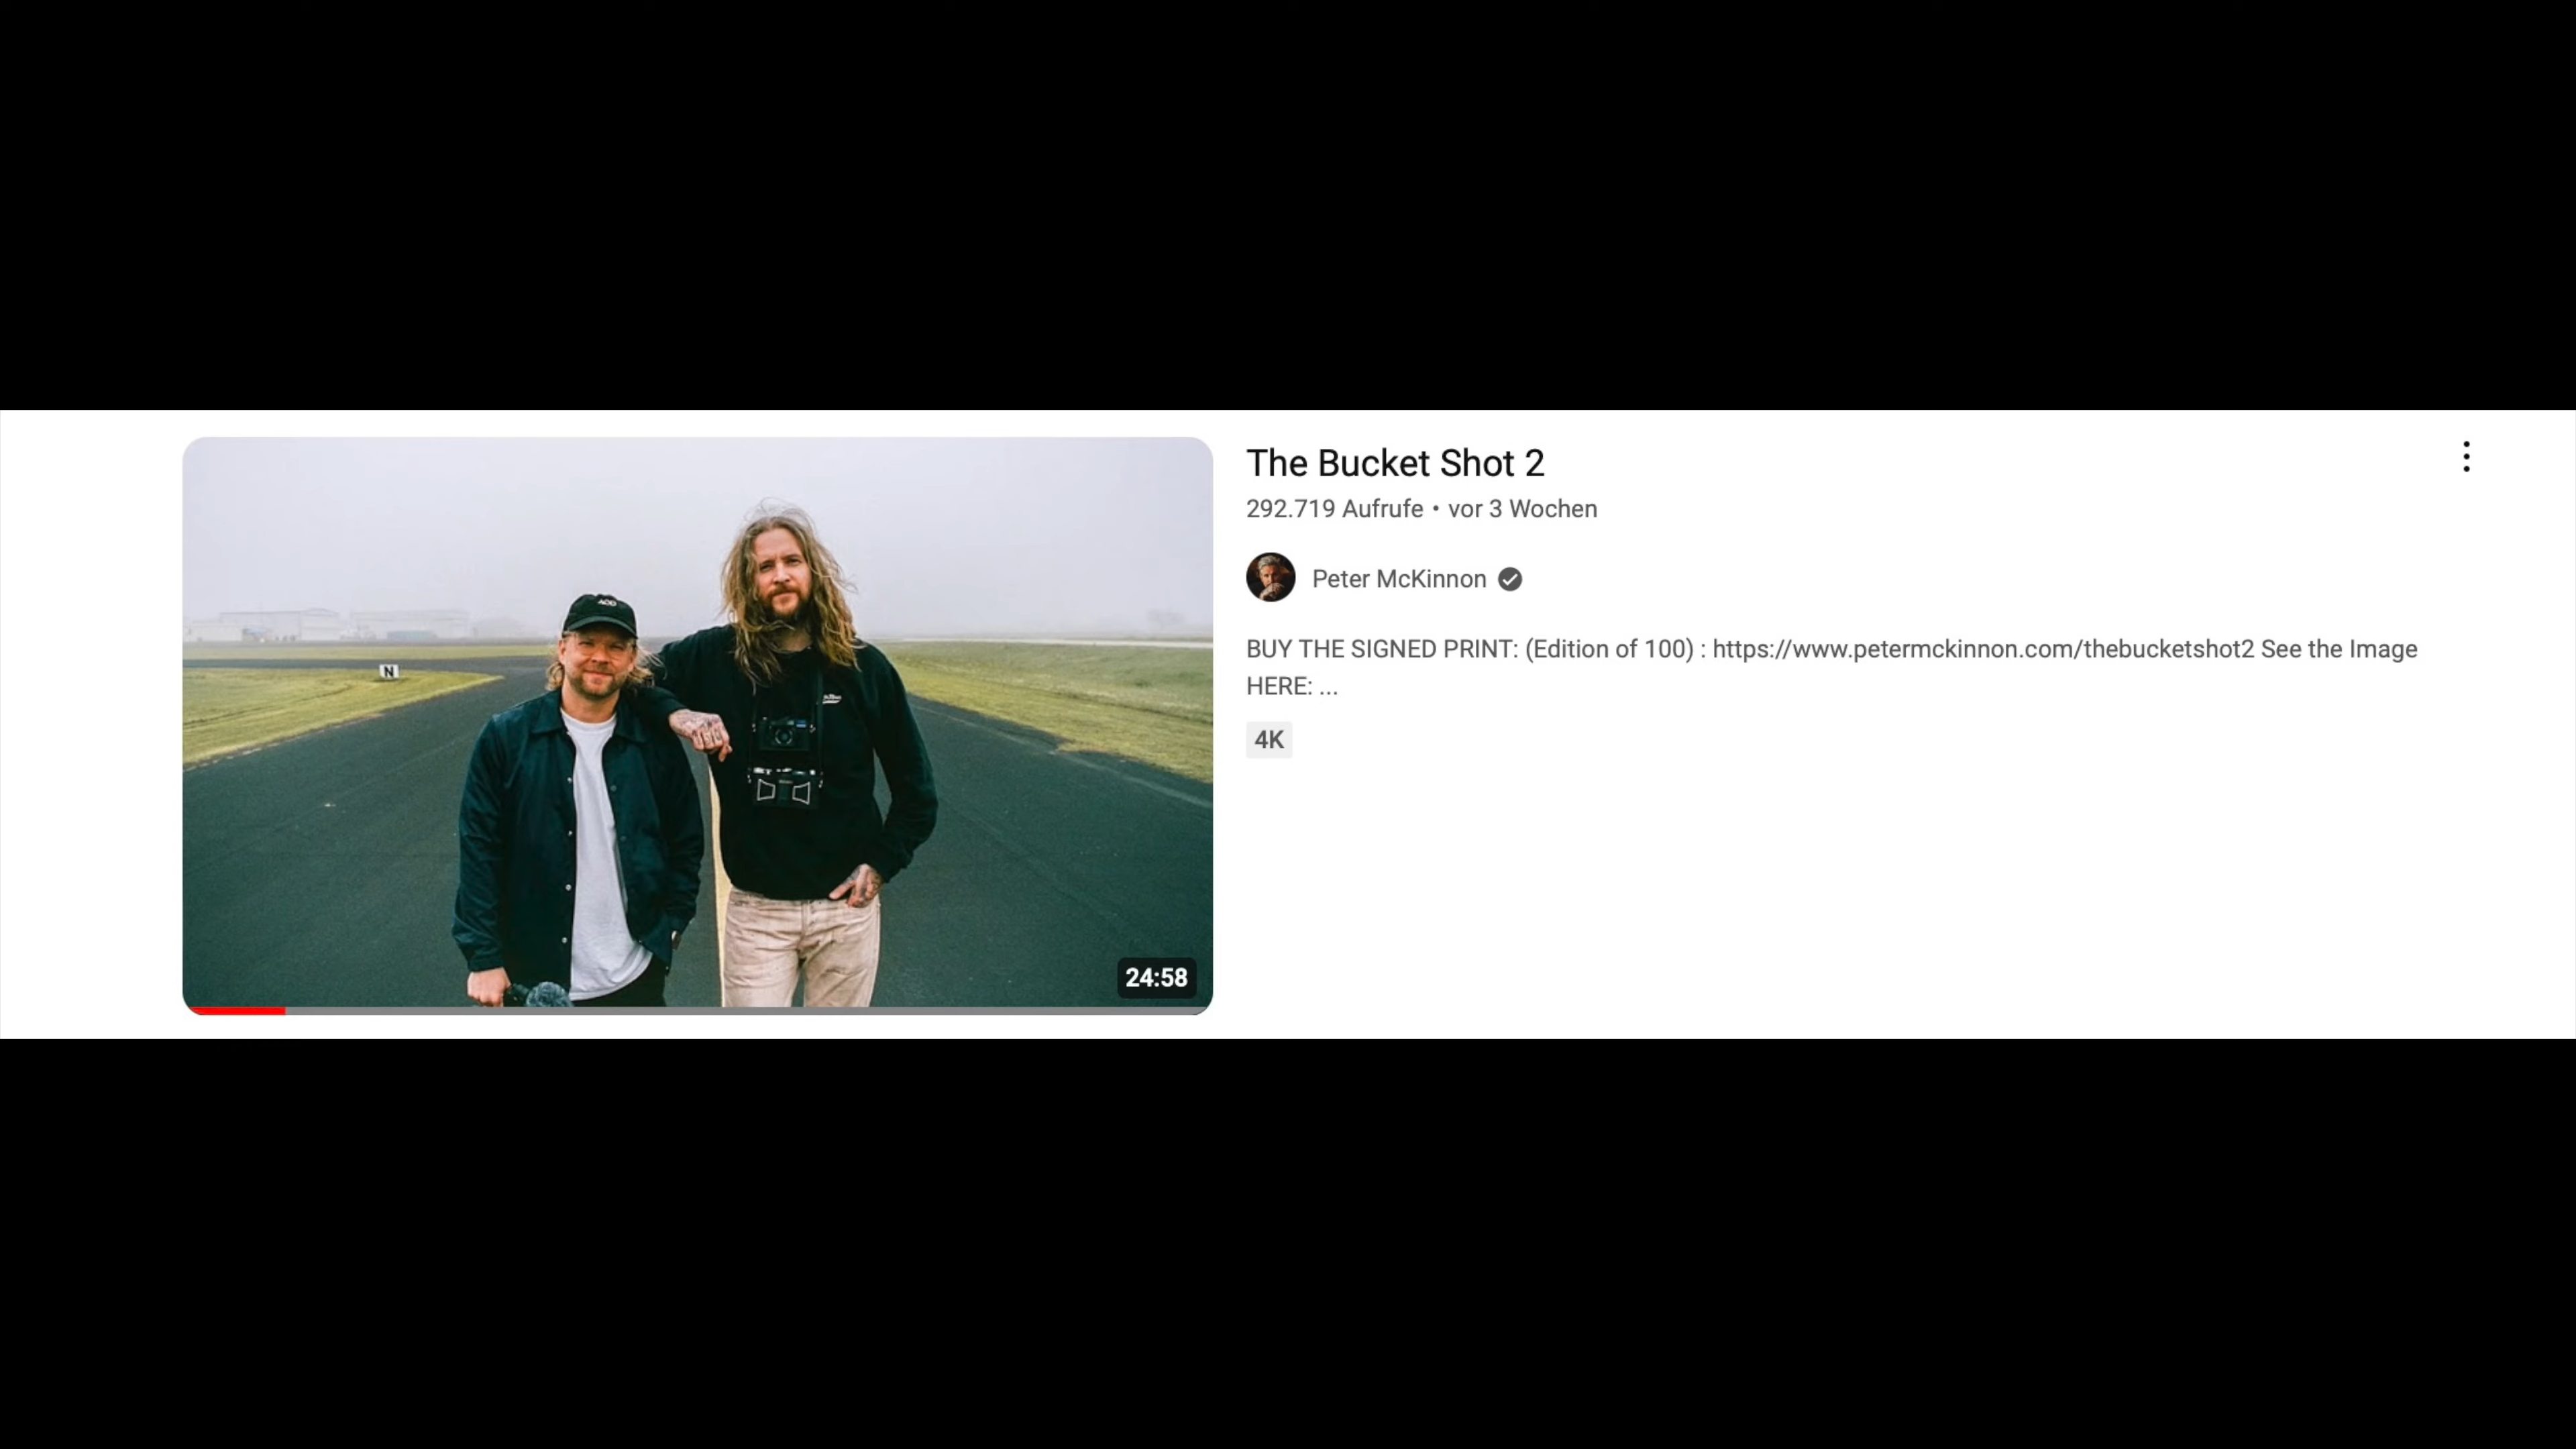 The Bucket Shot 2
292.719 Aufrufe • vor 3 Wochen
Peter McKinnon
BUY THE SIGNED PRINT: (Edition of 100) : https://www.petermckinnon.com/thebucketshot2 See the Image
HERE: ...
4K
N
24:58